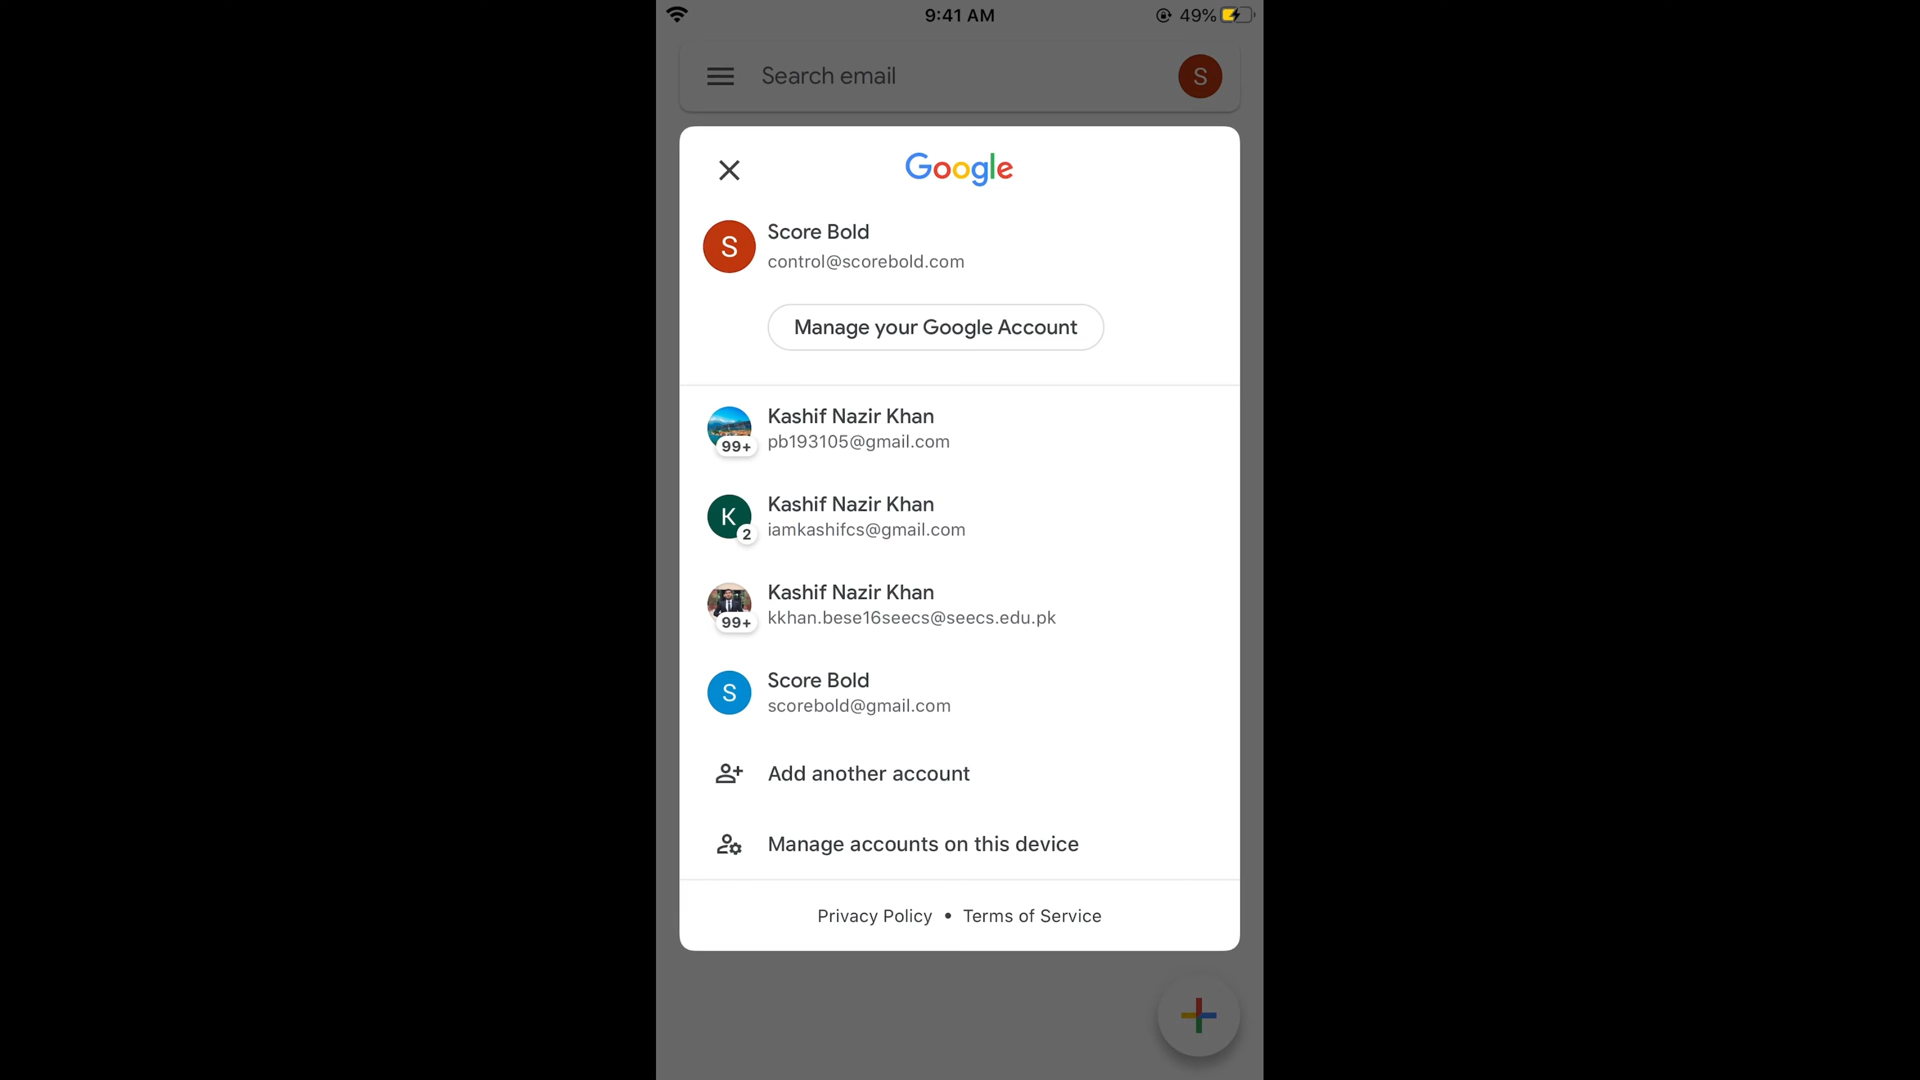 9:41 AM
49%
Search email
S
Google
S
Score Bold
control@scorebold.com
Manage your Google Account
Kashif Nazir Khan
99+
pb193105@gmail.com
Kashif Nazir Khan
K
2
iamkashifcs@gmail.com
Kashif Nazir Khan
99+
kkhan.bese16seecs@seecs.edu.pk
Score Bold
S
scorebold@gmail.com
Add another account
Manage accounts on this device
Privacy Policy • Terms of Service